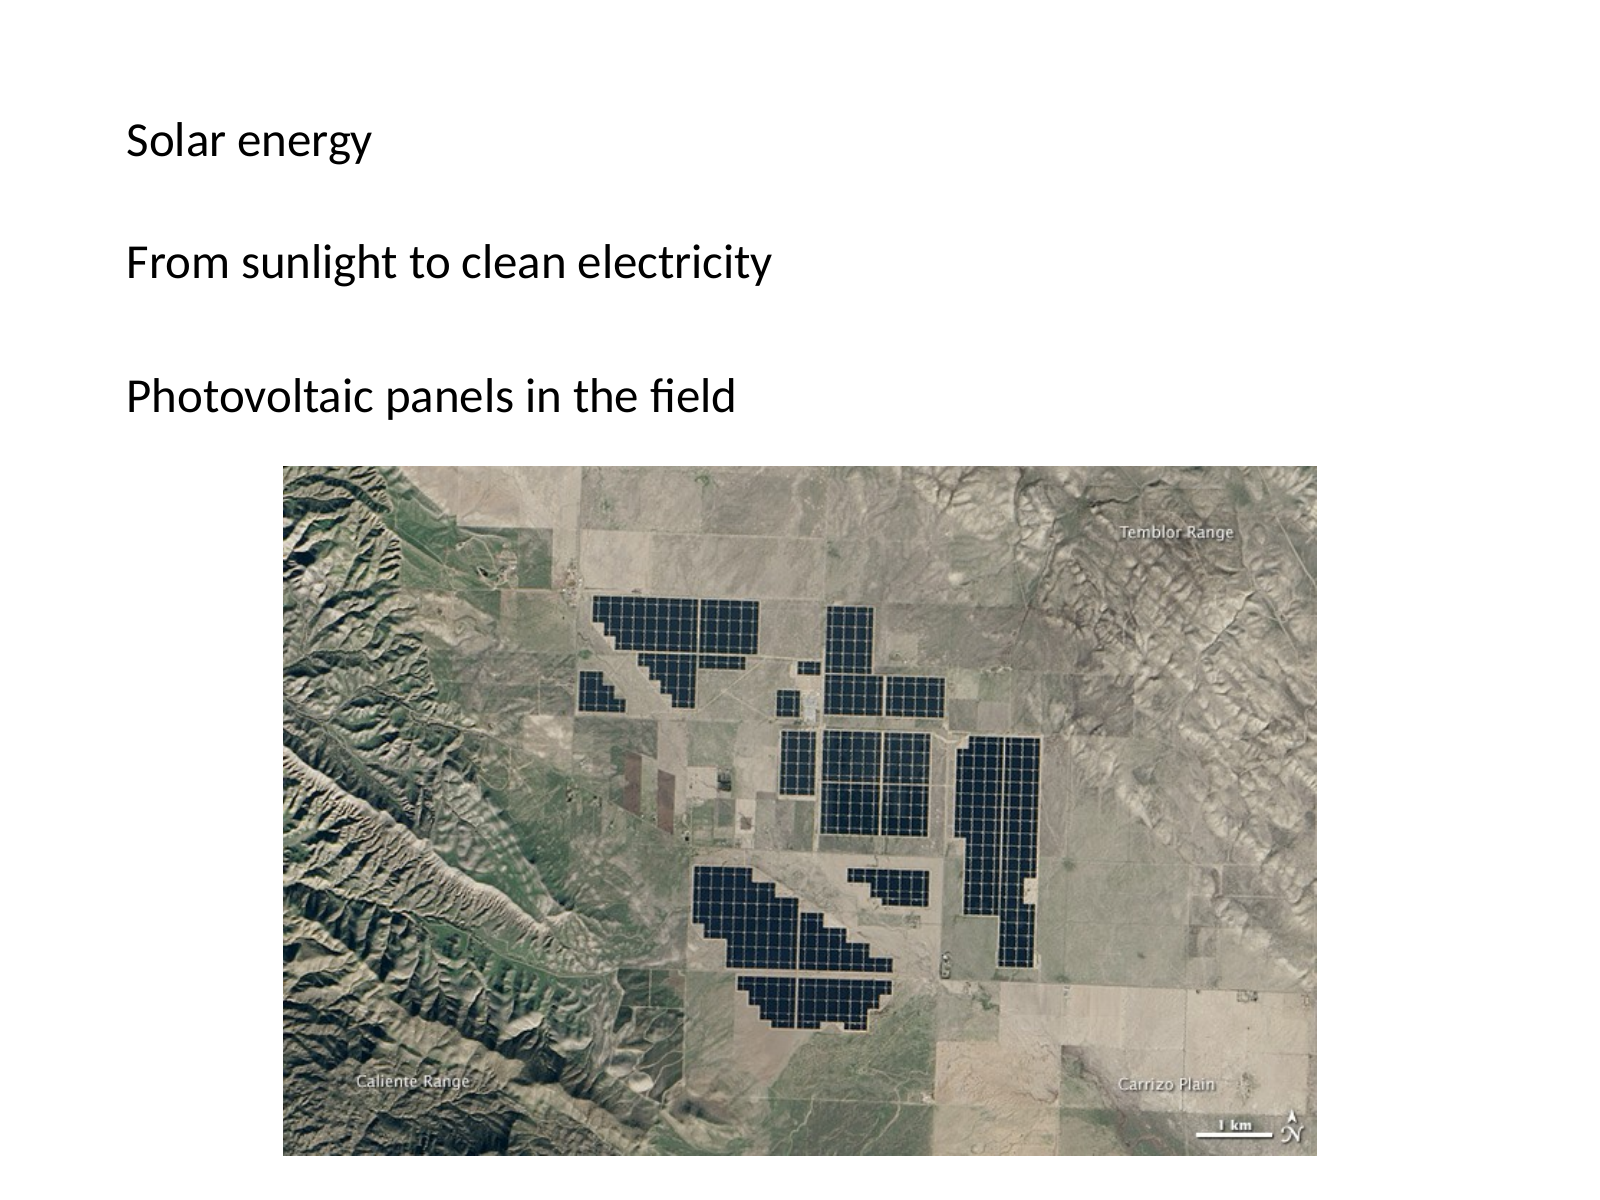 Solar energy
From sunlight to clean electricity
Photovoltaic panels in the field
Temblor Range
Caliente Range
Carrizo Plain
1 km
N